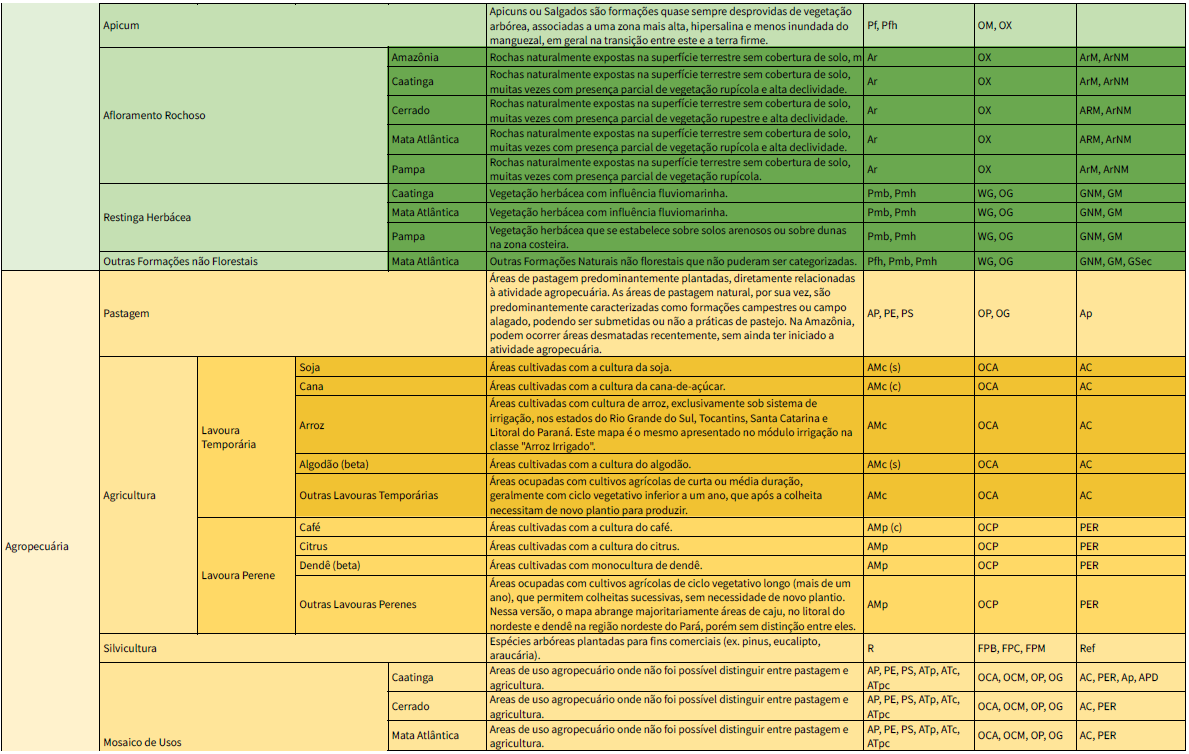 Apicum
Apicuns ou Salgados são formações quase sempre desprovidas de vegetação
arbórea, associadas a uma zona mais alta, hipersalina e menos inundada do
manguezal, em geral na transição entre este e a terra firme.
Pf, Pfh
OM, OX
Afloramento Rochoso
Amazônia
Rochas naturalmente expostas na superfície terrestre sem cobertura de solo, m
Ar
OX
ArM, ArNM
Caatinga
Rochas naturalmente expostas na superfície terrestre sem cobertura de solo,
muitas vezes com presença parcial de vegetação rupícola e alta declividade.
Ar
OX
ArM, ArNM
Cerrado
Rochas naturalmente expostas na superfície terrestre sem cobertura de solo,
muitas vezes com presença parcial de vegetação rupestre e alta declividade.
Ar
OX
ARM, ArNM
Mata Atlântica
Rochas naturalmente expostas na superfície terrestre sem cobertura de solo,
muitas vezes com presença parcial de vegetação rupícola e alta declividade.
Ar
OX
ARM, ArNM
Pampa
Rochas naturalmente expostas na superfície terrestre sem cobertura de solo,
muitas vezes com presença parcial de vegetação rupícola.
Ar
OX
ArM, ArNM
Restinga Herbácea
Caatinga
Vegetação herbácea com influência fluviomarinha.
Pmb, Pmh
WG, OG
GNM, GM
Mata Atlântica
Vegetação herbácea com influência fluviomarinha.
Pmb, Pmh
WG, OG
GNM, GM
Pampa
Vegetação herbácea que se estabelece sobre solos arenosos ou sobre dunas
na zona costeira.
Pmb, Pmh
WG, OG
GNM, GM
Outras Formações não Florestais
Mata Atlântica
Outras Formações Naturais não florestais que não puderam ser categorizadas.
Pfh, Pmb, Pmh
WG, OG
GNM, GM, GSec
Agropecuária
Pastagem
Áreas de pastagem predominantemente plantadas, diretamente relacionadas
à atividade agropecuária. As áreas de pastagem natural, por sua vez, são
predominantemente caracterizadas como formações campestres ou campo
alagado, podendo ser submetidas ou não a práticas de pastejo. Na Amazônia,
podem ocorrer áreas desmatadas recentemente, sem ainda ter iniciado a
atividade agropecuária.
AP, PE, PS
OP, OG
Ap
Agricultura
Lavoura
Temporária
Soja
Áreas cultivadas com a cultura da soja.
AMc (s)
OCA
AC
Cana
Áreas cultivadas com a cultura da cana-de-açúcar.
AMc (c)
OCA
AC
Arroz
Áreas cultivadas com cultura de arroz, exclusivamente sob sistema de
irrigação, nos estados do Rio Grande do Sul, Tocantins, Santa Catarina e
Litoral do Paraná. Este mapa é o mesmo apresentado no módulo irrigação na
classe "Arroz Irrigado".
AMc
OCA
AC
Algodão (beta)
Áreas cultivadas com a cultura do algodão.
AMc (s)
OCA
AC
Outras Lavouras Temporárias
Áreas ocupadas com cultivos agrícolas de curta ou média duração,
geralmente com ciclo vegetativo inferior a um ano, que após a colheita
necessitam de novo plantio para produzir.
AMc
OCA
AC
Lavoura Perene
Café
Áreas cultivadas com a cultura do café.
AMp (c)
OCP
PER
Citrus
Áreas cultivadas com a cultura do citrus.
AMp
OCP
PER
Dendê (beta)
Áreas cultivadas com monocultura de dendê.
AMp
OCP
PER
Outras Lavouras Perenes
Áreas ocupadas com cultivos agrícolas de ciclo vegetativo longo (mais de um
ano), que permitem colheitas sucessivas, sem necessidade de novo plantio.
Nessa versão, o mapa abrange majoritariamente áreas de caju, no litoral do
nordeste e dendê na região nordeste do Pará, porém sem distinção entre eles.
AMp
OCP
PER
Silvicultura
Espécies arbóreas plantadas para fins comerciais (ex. pinus, eucalipto,
araucária).
R
FPB, FPC, FPM
Ref
Mosaico de Usos
Caatinga
Areas de uso agropecuário onde não foi possível distinguir entre pastagem e
agricultura.
AP, PE, PS, ATp, ATc,
ATpc
OCA, OCM, OP, OG
AC, PER, Ap, APD
Cerrado
Areas de uso agropecuário onde não foi possível distinguir entre pastagem e
agricultura.
AP, PE, PS, ATp, ATc,
ATpc
OCA, OCM, OP, OG
AC, PER
Mata Atlântica
Areas de uso agropecuário onde não foi possível distinguir entre pastagem e
agricultura.
AP, PE, PS, ATp, ATc,
ATpc
OCA, OCM, OP, OG
AC, PER